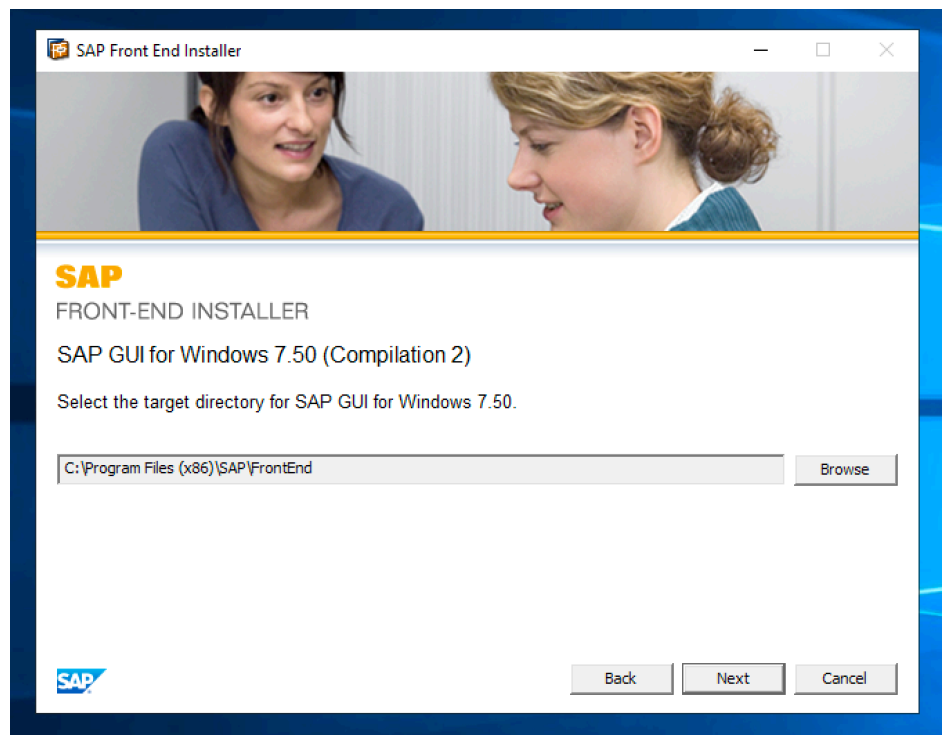 SAP Front End Installer
SAP
FRONT-END INSTALLER
SAP GUI for Windows 7.50 (Compilation 2)
Select the target directory for SAP GUI for Windows 7.50.
C:\Program Files (x86)\SAP\FrontEnd
Browse
SAP
Back
Next
Cancel